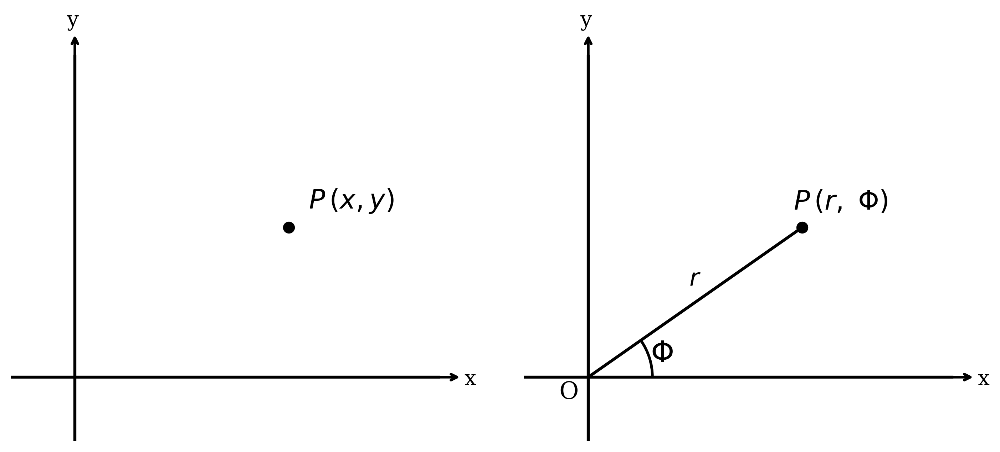 y
P(x, y)
x
y
P(r, Φ)
r
Φ
O
x